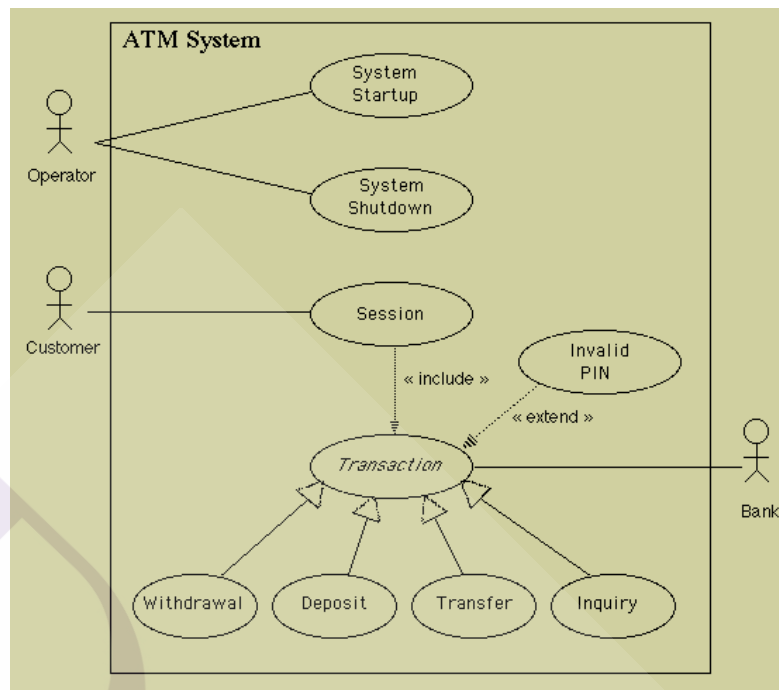 ATM System
System
Startup
Operator
System
Shutdown
Session
Customer
Invalid
PIN
« include »
« extend »
Transaction
Bank
Withdrawal
Deposit
Transfer
Inquiry